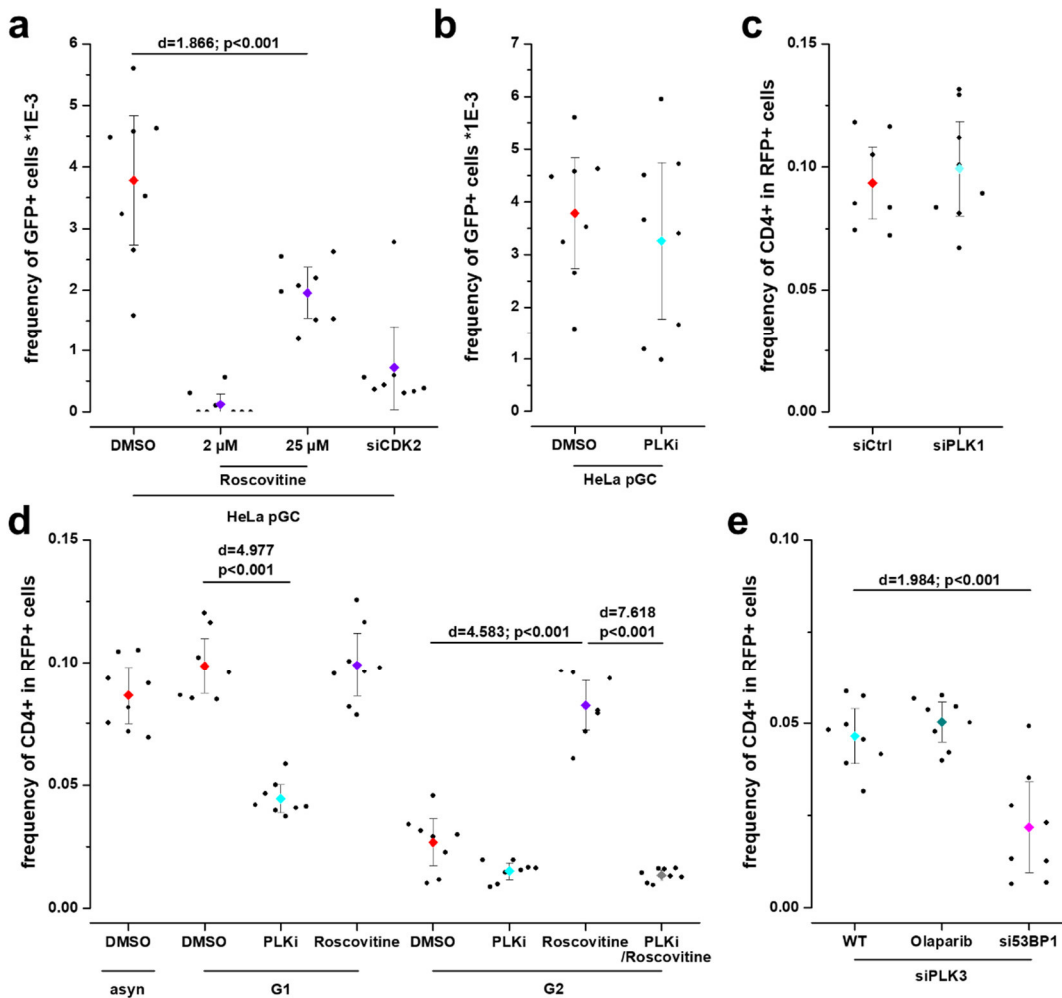 a
frequency of GFP+ cells *1E-3
6
5
4
3
2
1
0
d=1.866; p<0.001
DMSO
2 µM
25 µM
siCDK2
Roscovitine
HeLa pGC
b
frequency of GFP+ cells *1E-3
7
6
5
4
3
2
1
0
DMSO
PLKi
HeLa pGC
c
frequency of CD4+ in RFP+ cells
0.15
0.10
0.05
0.00
siCtrl
siPLK1
d
frequency of CD4+ in RFP+ cells
0.15
0.10
0.05
0.00
d=4.977
p<0.001
d=4.583; p<0.001
d=7.618
p<0.001
DMSO
DMSO
PLKi
Roscovitine
DMSO
PLKi
Roscovitine
PLKi
/Roscovitine
asyn
G1
G2
e
frequency of CD4+ in RFP+ cells
0.10
0.05
0.00
d=1.984; p<0.001
WT
Olaparib
si53BP1
siPLK3